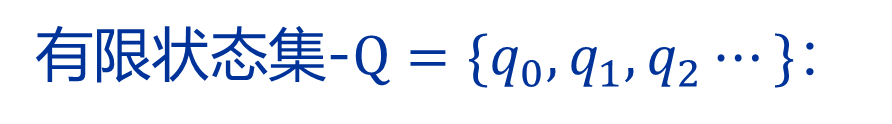 有限状态集-Q = {q₀, q₁, q₂ ⋯ }: